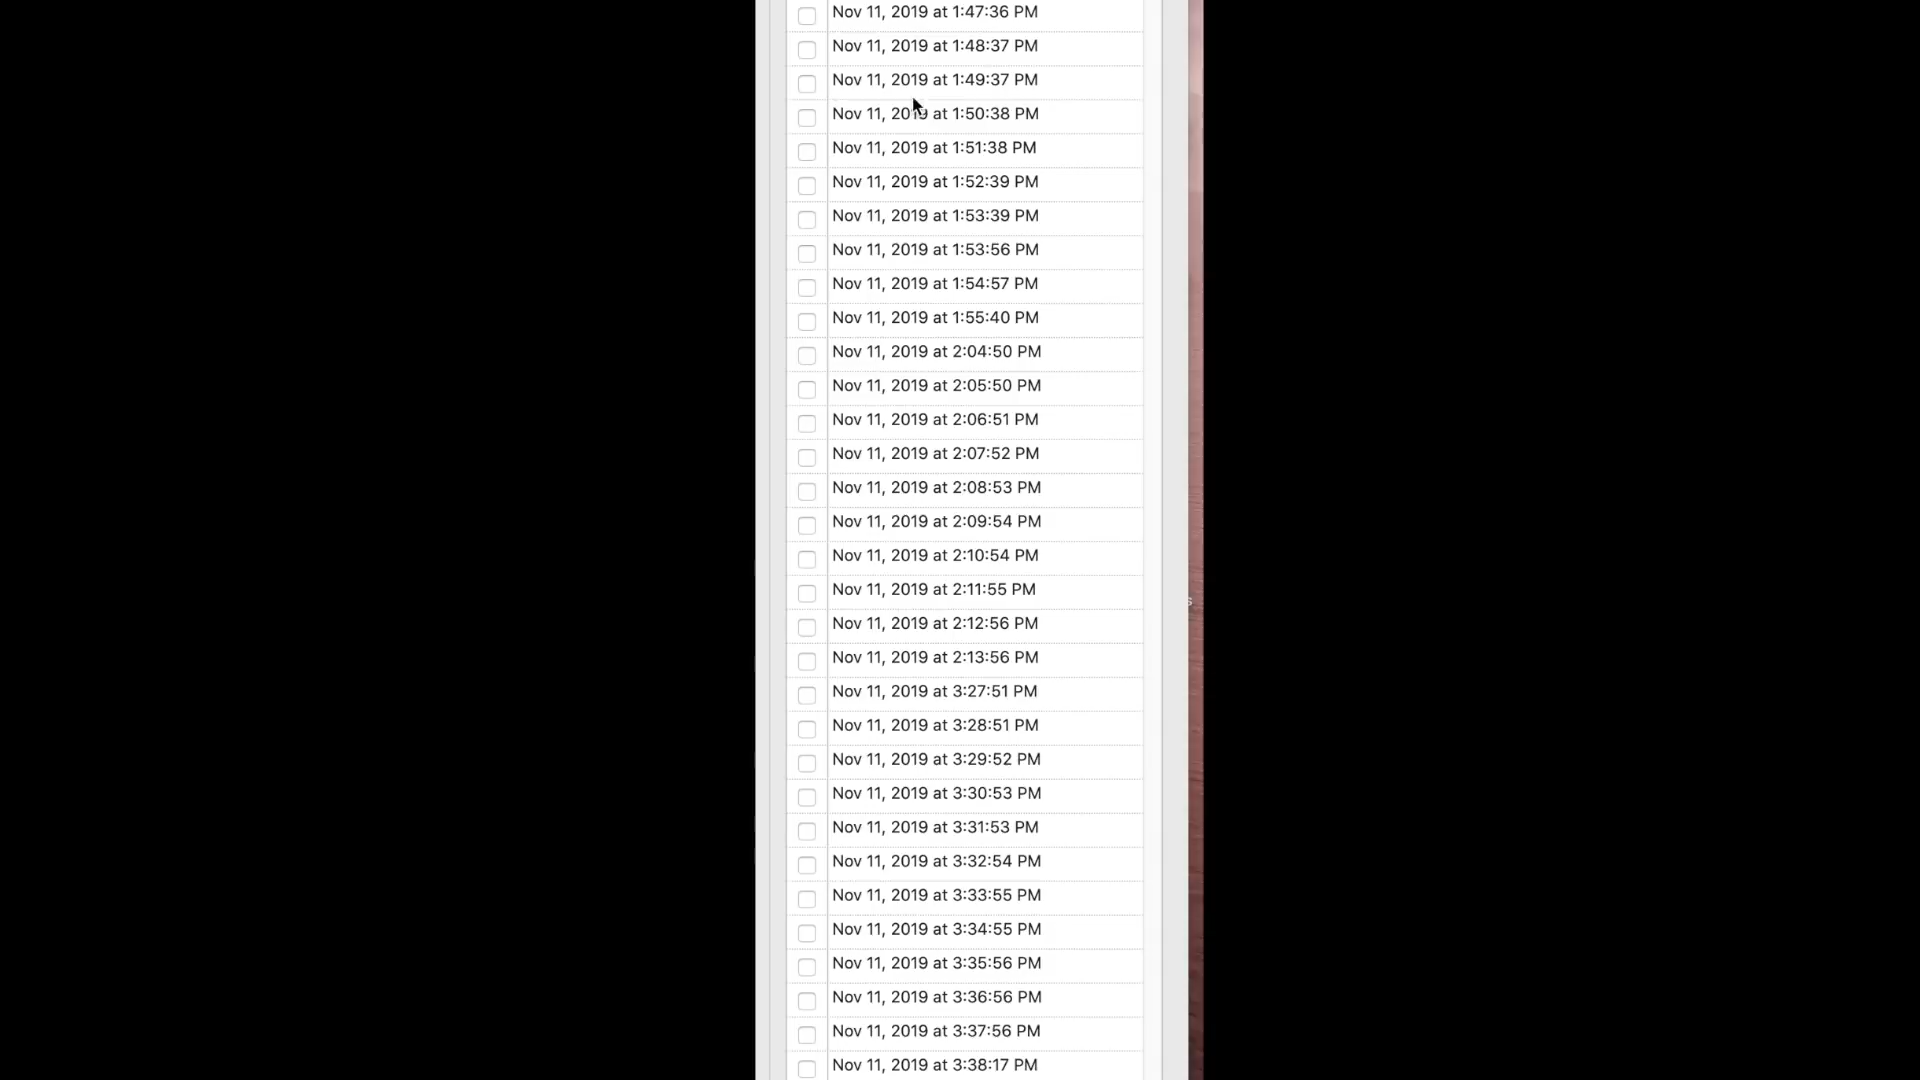 Nov 11, 2019 at 1:47:36 PM
Nov 11, 2019 at 1:48:37 PM
Nov 11, 2019 at 1:49:37 PM
Nov 11, 2019 at 1:50:38 PM
Nov 11, 2019 at 1:51:38 PM
Nov 11, 2019 at 1:52:39 PM
Nov 11, 2019 at 1:53:39 PM
Nov 11, 2019 at 1:53:56 PM
Nov 11, 2019 at 1:54:57 PM
Nov 11, 2019 at 1:55:40 PM
Nov 11, 2019 at 2:04:50 PM
Nov 11, 2019 at 2:05:50 PM
Nov 11, 2019 at 2:06:51 PM
Nov 11, 2019 at 2:07:52 PM
Nov 11, 2019 at 2:08:53 PM
Nov 11, 2019 at 2:09:54 PM
Nov 11, 2019 at 2:10:54 PM
Nov 11, 2019 at 2:11:55 PM
Nov 11, 2019 at 2:12:56 PM
Nov 11, 2019 at 2:13:56 PM
Nov 11, 2019 at 3:27:51 PM
Nov 11, 2019 at 3:28:51 PM
Nov 11, 2019 at 3:29:52 PM
Nov 11, 2019 at 3:30:53 PM
Nov 11, 2019 at 3:31:53 PM
Nov 11, 2019 at 3:32:54 PM
Nov 11, 2019 at 3:33:55 PM
Nov 11, 2019 at 3:34:55 PM
Nov 11, 2019 at 3:35:56 PM
Nov 11, 2019 at 3:36:56 PM
Nov 11, 2019 at 3:37:56 PM
Nov 11, 2019 at 3:38:17 PM